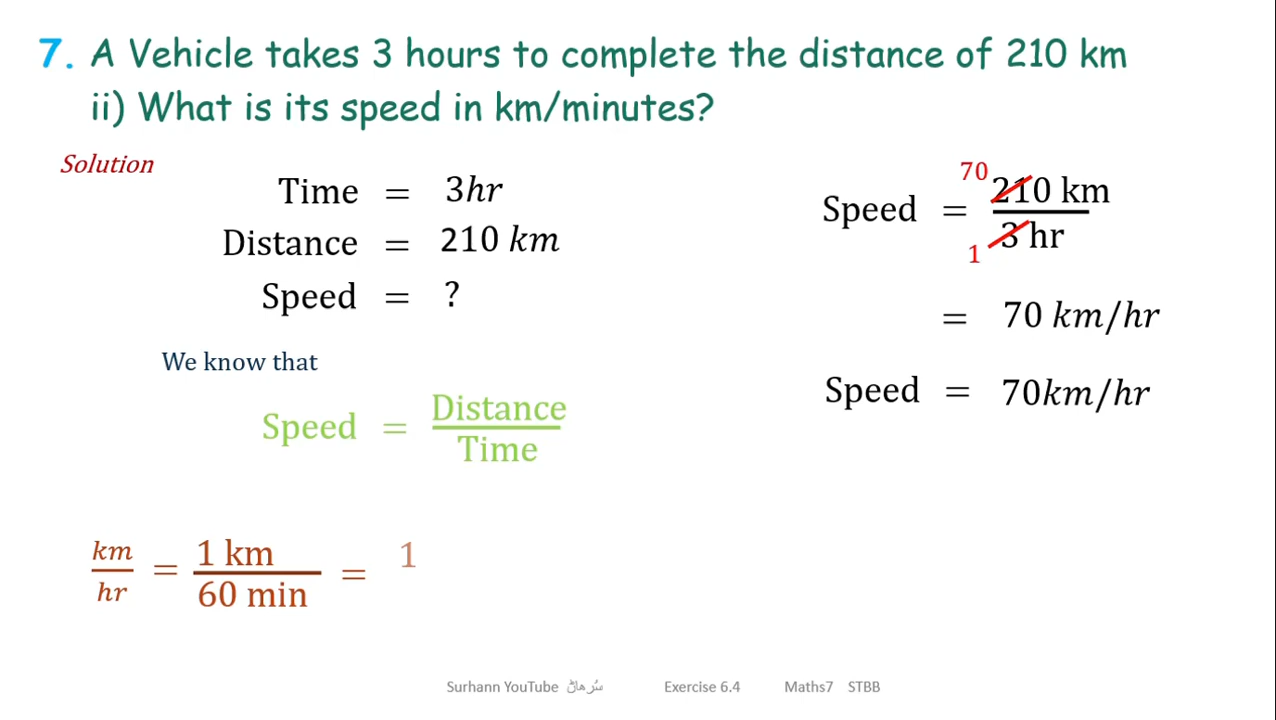 7. A Vehicle takes 3 hours to complete the distance of 210 km
ii) What is its speed in km/minutes?
Solution
Time = 3hr
Distance = 210 km
Speed = ?
We know that
Speed = Distance
Time
km
hr
= 1 km
60 min
= 1
70
Speed = 210 km
3 hr
1
= 70 km/hr
Speed = 70km/hr
Surhann YouTube سُرهاڻ Exercise 6.4 Maths7 STBB